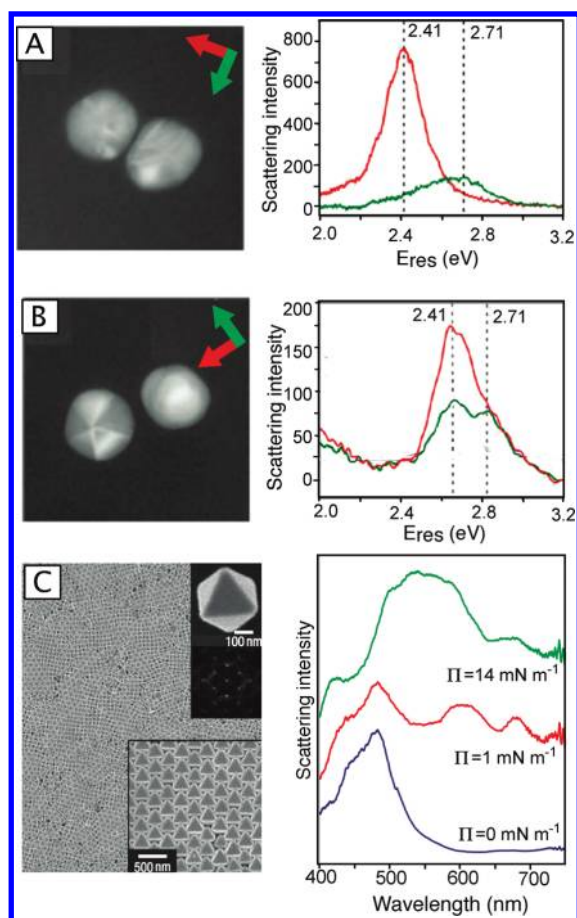 A
2.41 2.71
800
600
400
200
0
2.0 2.4 2.8 3.2
Scattering intensity
Eres (eV)
B
2.41 2.71
200
150
100
50
0
2.0 2.4 2.8 3.2
Scattering intensity
Eres (eV)
C
100 nm
500 nm
Scattering intensity
Π=14 mN m⁻¹
Π=1 mN m⁻¹
Π=0 mN m⁻¹
400 500 600 700
Wavelength (nm)